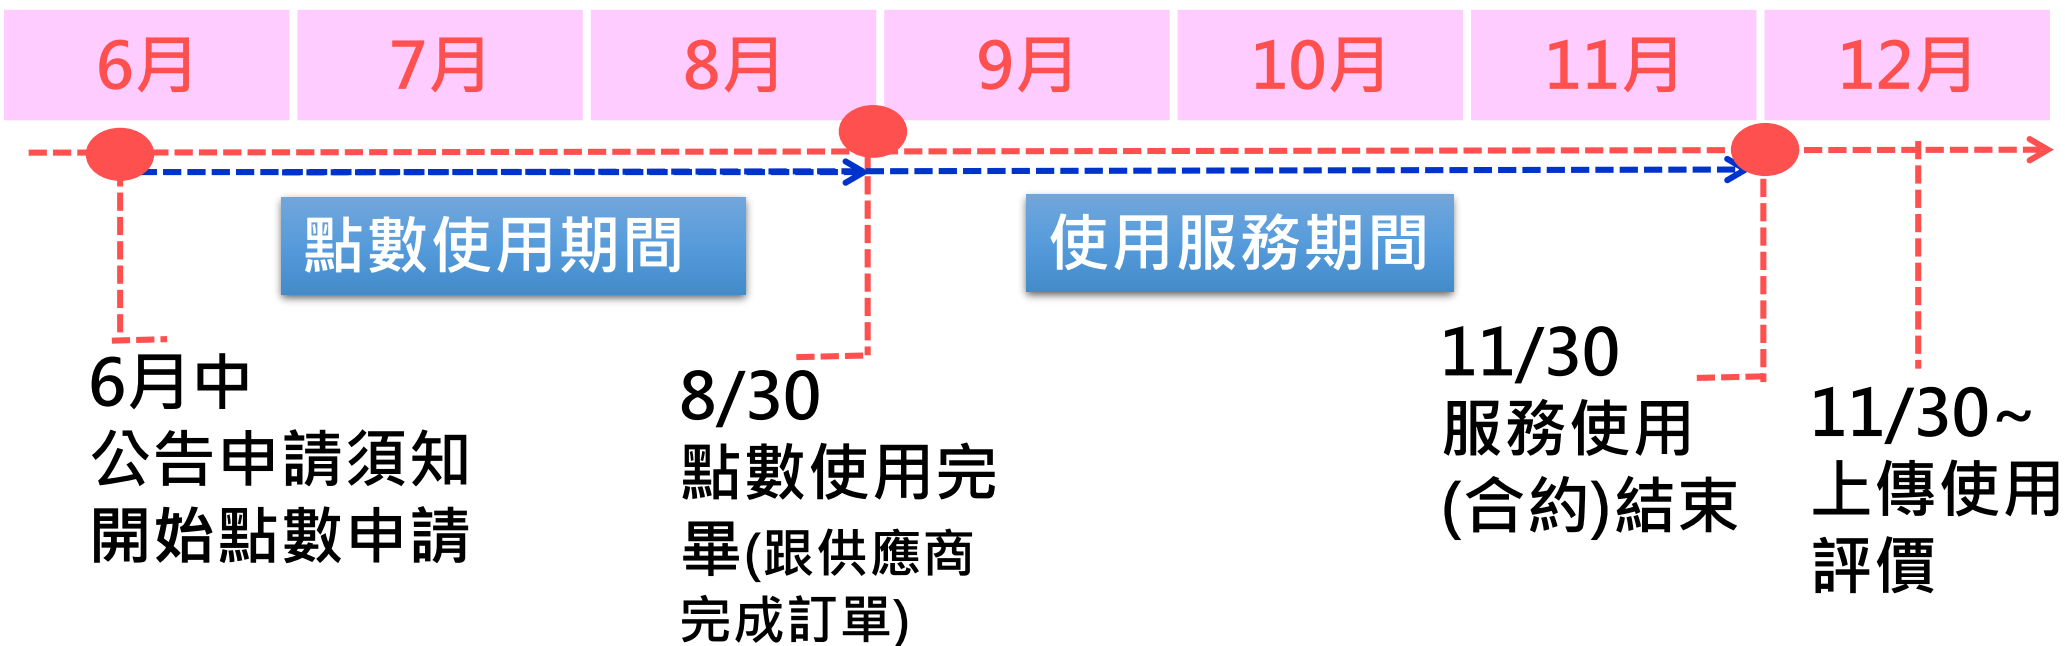 6月
7月
8月
9月
10月
11月
12月
點數使用期間
使用服務期間
6月中
公告申請須知
開始點數申請
8/30
點數使用完
畢(跟供應商
完成訂單)
11/30
服務使用
(合約)結束
11/30~
上傳使用
評價